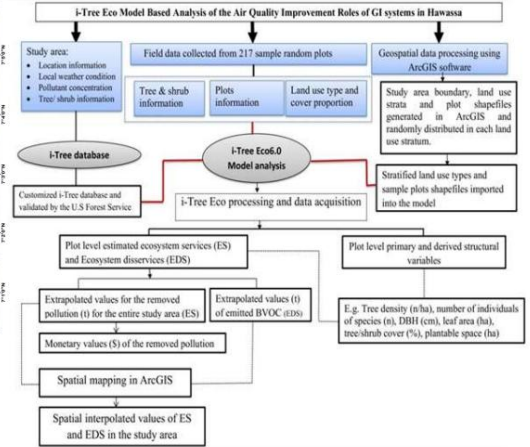 i-Tree Eco Model Based Analysis of the Air Quality Improvement Roles of GI systems in Hawassa
Study area:
• Location information
• Local weather condition
• Pollutant concentration
• Tree/ shrub information
Field data collected from 217 sample random plots
Tree & shrub
information
Plots
information
Land use type and
cover proportion
Geospatial data processing using
ArcGIS software
Study area boundary, land use
strata and plot shapefiles
generated in ArcGIS and
randomly distributed in each land
use stratum.
i-Tree database
i-Tree Eco6.0
Model analysis
Customized i-Tree database and
validated by the U.S Forest Service
Stratified land use types and
sample plots shapefiles imported
into the model
i-Tree Eco processing and data acquisition
Plot level estimated ecosystem services (ES)
and Ecosystem disservices (EDS)
Plot level primary and derived structural
variables
Extrapolated values for the removed
pollution (t) for the entire study area (ES)
Extrapolated values (t)
of emitted BVOC (EDS)
E.g. Tree density (n/ha), number of individuals
of species (n), DBH (cm), leaf area (ha),
tree/shrub cover (%), plantable space (ha)
Monetary values ($) of the removed pollution
Spatial mapping in ArcGIS
Spatial interpolated values of ES
and EDS in the study area